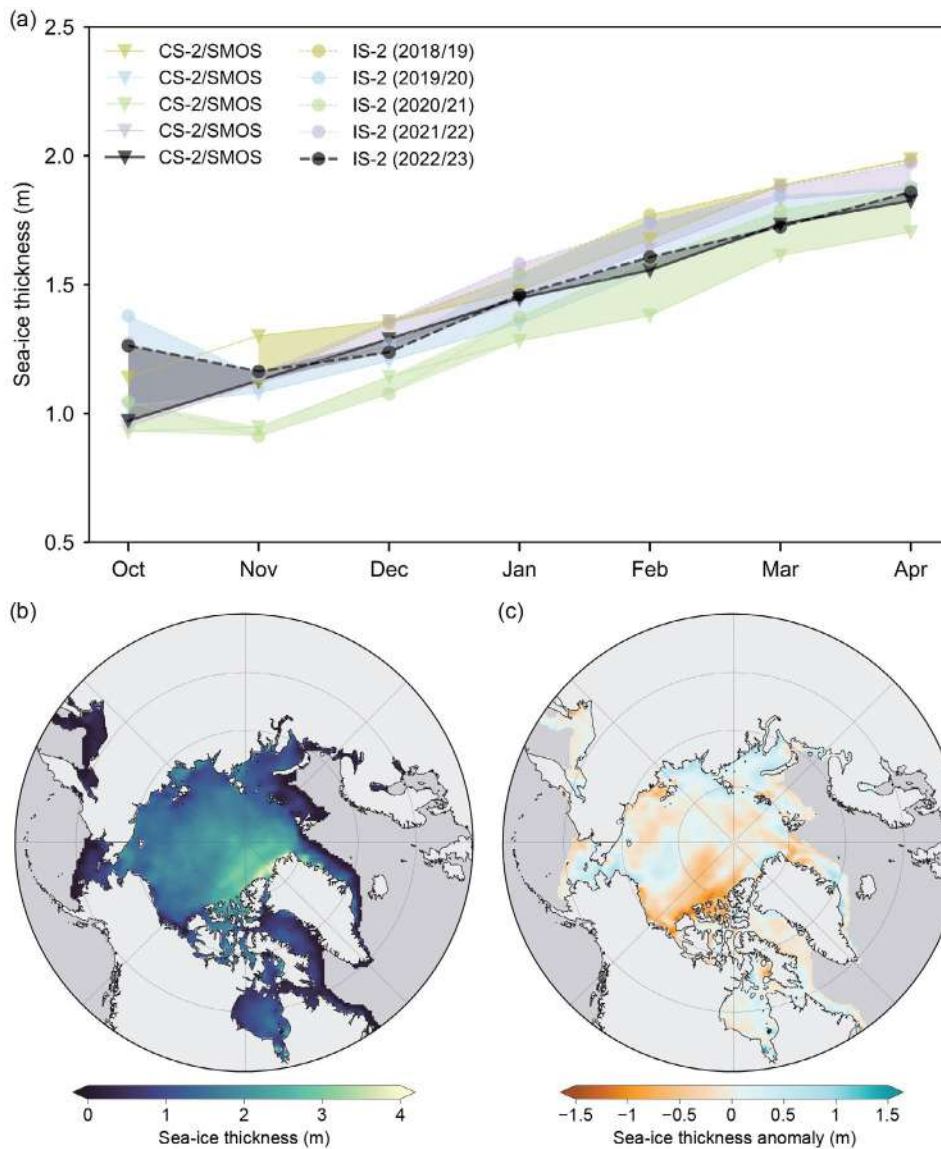 (a)
2.5
CS-2/SMOS IS-2 (2018/19)
CS-2/SMOS IS-2 (2019/20)
CS-2/SMOS IS-2 (2020/21)
CS-2/SMOS IS-2 (2021/22)
CS-2/SMOS IS-2 (2022/23)
2.0
Sea-ice thickness (m)
1.5
1.0
0.5
Oct Nov Dec Jan Feb Mar Apr
(b) (c)
0 1 2 3 4 −1.5 −1 −0.5 0 0.5 1 1.5
Sea-ice thickness (m) Sea-ice thickness anomaly (m)